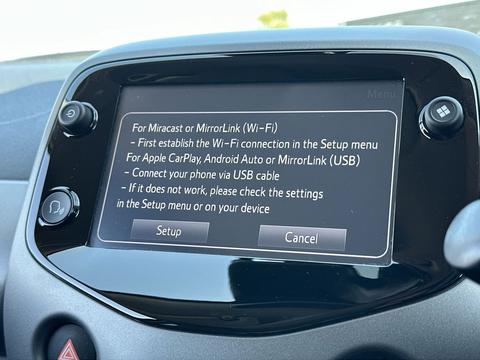 Menu
For Miracast or MirrorLink (Wi-Fi)
- First establish the Wi-Fi connection in the Setup menu
For Apple CarPlay, Android Auto or MirrorLink (USB)
- Connect your phone via USB cable
- If it does not work, please check the settings
in the Setup menu or on your device
Setup
Cancel